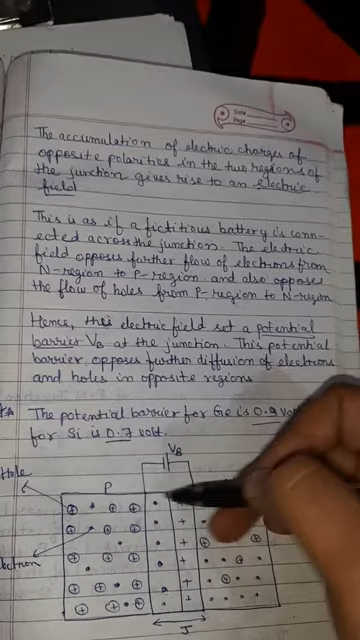 Date
Page
The accumulation of electric charges of
opposite polarities in the two regions of
the junction gives rise to an electric
field
This is as if a fictitious battery is conn-
ected across the junction. The electric
field opposes further flow of electrons from
N-region to P-region and also opposes
the flow of holes from P-region to N-region
Hence, this electric field set a potential
barrier VB at the junction. This potential
barrier, opposes further diffusion of electrons
and holes in opposite regions
The potential barrier for Ge is
for Si is 0.7 volt.
VB
Hole
P
J